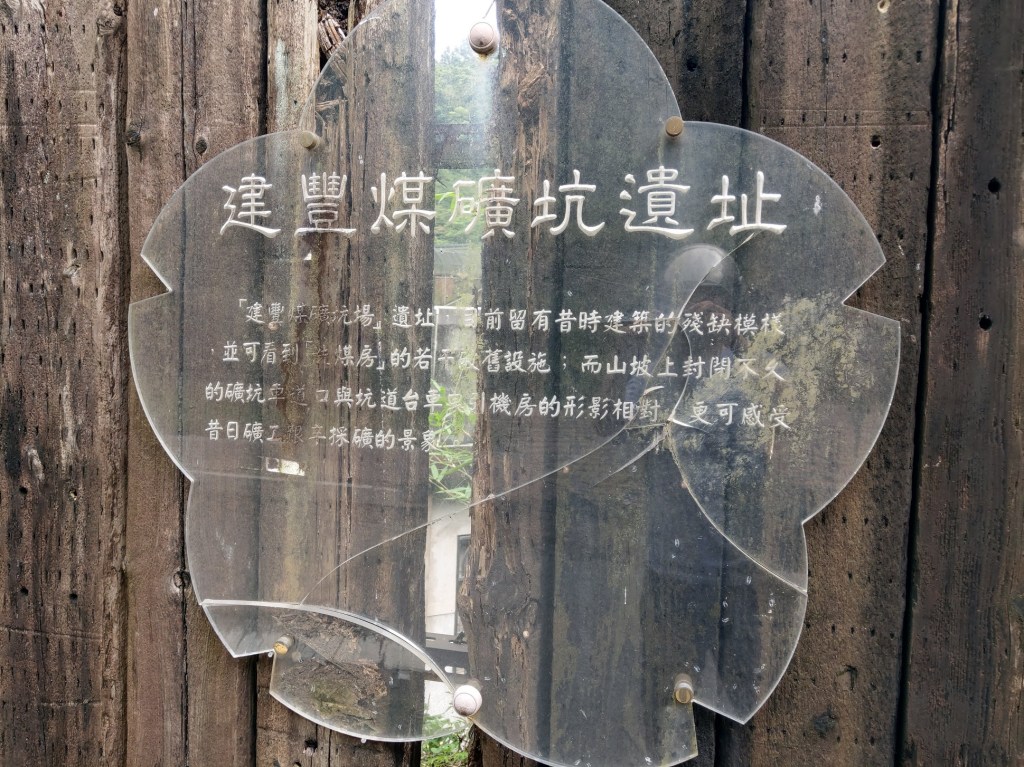 建豐煤礦坑遺址
「建豐煤礦坑場」遺址,目前留有昔時建築的殘缺模樣
,並可看到「煤房」的若干舊設施;而山坡上封閉不久
的礦坑車道口與坑道台車引機房的形影相對,更可感受
昔日礦工艱辛採礦的景象